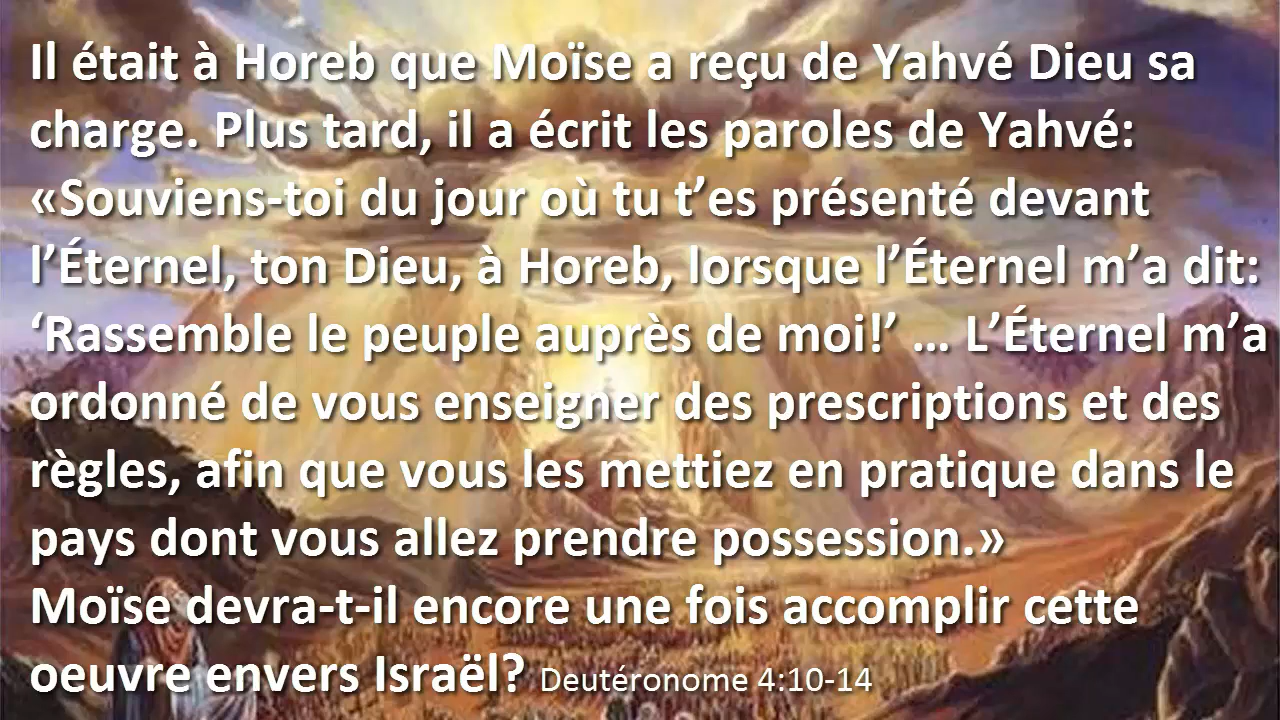 Il était à Horeb que Moïse a reçu de Yahvé Dieu sa
charge. Plus tard, il a écrit les paroles de Yahvé:
«Souviens-toi du jour où tu t’es présenté devant
l’Éternel, ton Dieu, à Horeb, lorsque l’Éternel m’a dit:
‘Rassemble le peuple auprès de moi!’ … L’Éternel m’a
ordonné de vous enseigner des prescriptions et des
règles, afin que vous les mettiez en pratique dans le
pays dont vous allez prendre possession.»
Moïse devra-t-il encore une fois accomplir cette
oeuvre envers Israël? Deutéronome 4:10-14